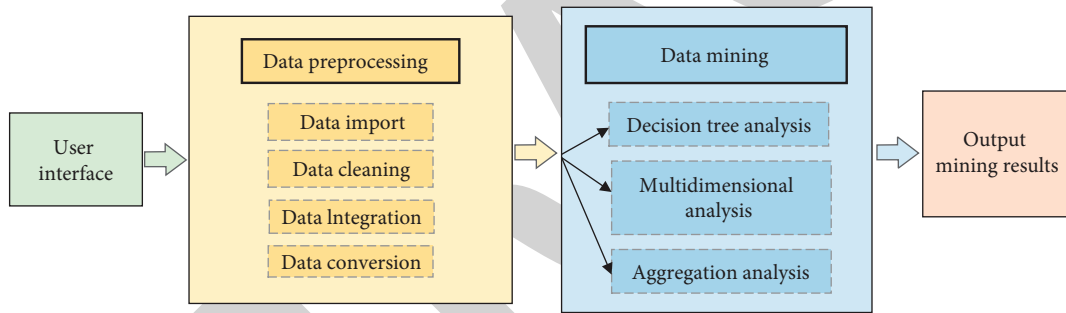 User
interface
Data preprocessing
Data import
Data cleaning
Data Integration
Data conversion
Data mining
Decision tree analysis
Multidimensional
analysis
Aggregation analysis
Output
mining results